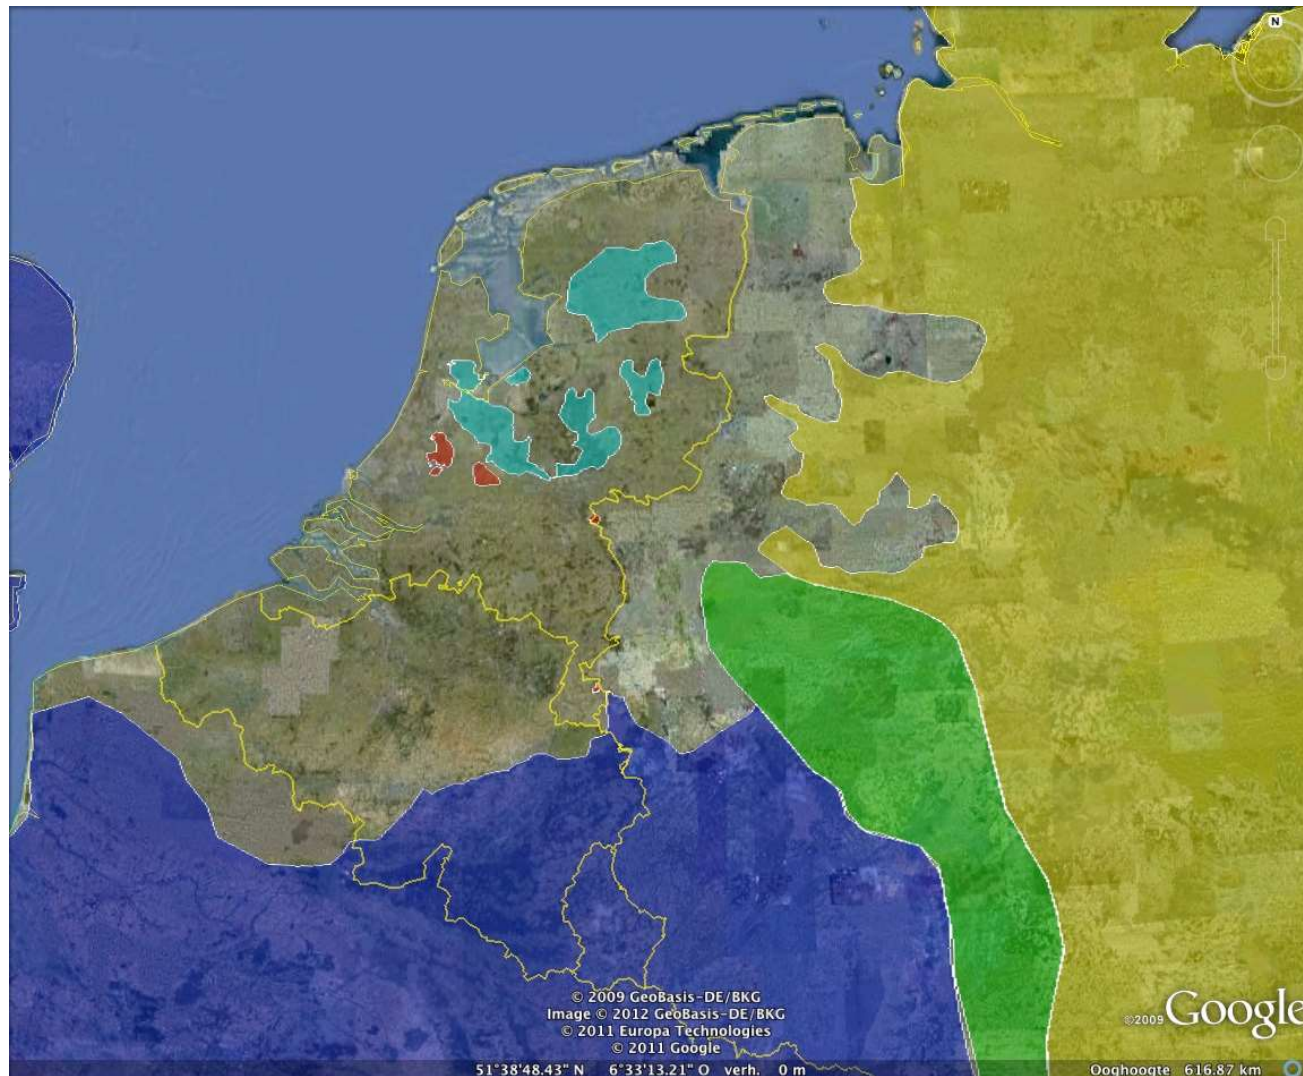 N
© 2009 GeoBasis-DE/BKG
Image © 2012 GeoBasis-DE/BKG
© 2011 Europa Technologies
© 2011 Google
©2009 Google
51°38'48.43" N 6°33'13.21" O verh. 0 m
Ooghoogte 616.87 km